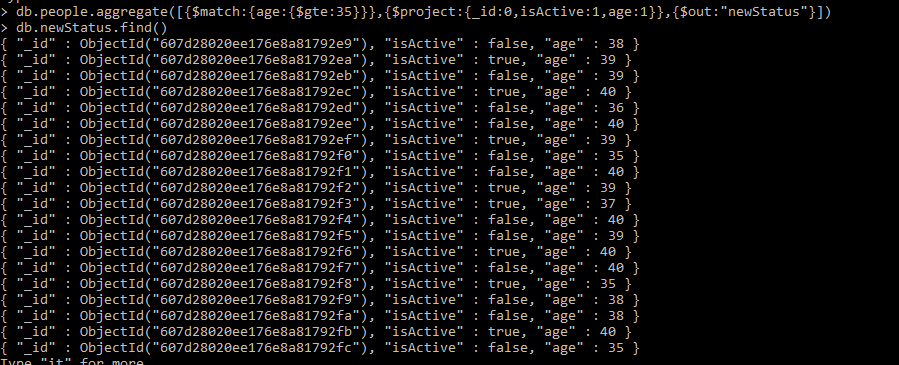 > db.people.aggregate([{$match:{age:{$gte:35}}},{$project:{_id:0,isActive:1,age:1}},{$out:"newStatus"}])
> db.newStatus.find()
{ "_id" : ObjectId("607d28020ee176e8a81792e9"), "isActive" : false, "age" : 38 }
{ "_id" : ObjectId("607d28020ee176e8a81792ea"), "isActive" : true, "age" : 39 }
{ "_id" : ObjectId("607d28020ee176e8a81792eb"), "isActive" : false, "age" : 39 }
{ "_id" : ObjectId("607d28020ee176e8a81792ec"), "isActive" : true, "age" : 40 }
{ "_id" : ObjectId("607d28020ee176e8a81792ed"), "isActive" : false, "age" : 36 }
{ "_id" : ObjectId("607d28020ee176e8a81792ee"), "isActive" : false, "age" : 40 }
{ "_id" : ObjectId("607d28020ee176e8a81792ef"), "isActive" : true, "age" : 39 }
{ "_id" : ObjectId("607d28020ee176e8a81792f0"), "isActive" : false, "age" : 35 }
{ "_id" : ObjectId("607d28020ee176e8a81792f1"), "isActive" : false, "age" : 40 }
{ "_id" : ObjectId("607d28020ee176e8a81792f2"), "isActive" : true, "age" : 39 }
{ "_id" : ObjectId("607d28020ee176e8a81792f3"), "isActive" : true, "age" : 37 }
{ "_id" : ObjectId("607d28020ee176e8a81792f4"), "isActive" : false, "age" : 40 }
{ "_id" : ObjectId("607d28020ee176e8a81792f5"), "isActive" : false, "age" : 39 }
{ "_id" : ObjectId("607d28020ee176e8a81792f6"), "isActive" : true, "age" : 40 }
{ "_id" : ObjectId("607d28020ee176e8a81792f7"), "isActive" : false, "age" : 40 }
{ "_id" : ObjectId("607d28020ee176e8a81792f8"), "isActive" : true, "age" : 35 }
{ "_id" : ObjectId("607d28020ee176e8a81792f9"), "isActive" : false, "age" : 38 }
{ "_id" : ObjectId("607d28020ee176e8a81792fa"), "isActive" : false, "age" : 38 }
{ "_id" : ObjectId("607d28020ee176e8a81792fb"), "isActive" : true, "age" : 40 }
{ "_id" : ObjectId("607d28020ee176e8a81792fc"), "isActive" : false, "age" : 35 }
Type "it" for more